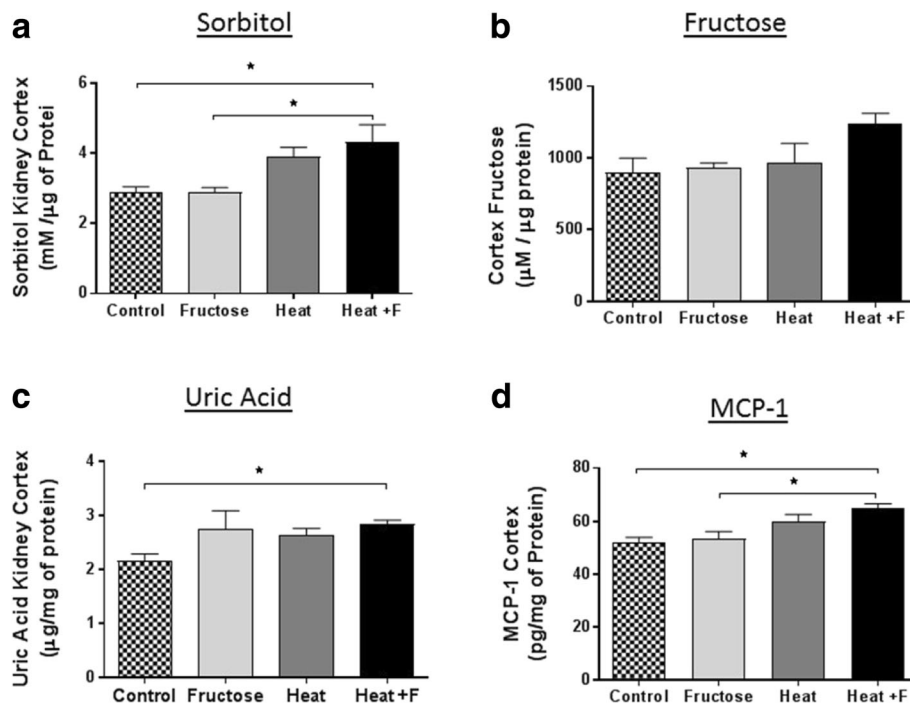 a
Sorbitol
Sorbitol Kidney Cortex
(mM /μg of Protei
6
4
2
0
*
*
Control Fructose Heat Heat +F
b
Fructose
Cortex Fructose
(μM / μg protein)
1500
1000
500
0
Control Fructose Heat Heat +F
c
Uric Acid
Uric Acid Kidney Cortex
(μg/mg of protein)
4
3
2
1
0
*
Control Fructose Heat Heat +F
d
MCP-1
MCP-1 Cortex
(pg/mg of Protein)
80
60
40
20
0
*
*
Control Fructose Heat Heat +F